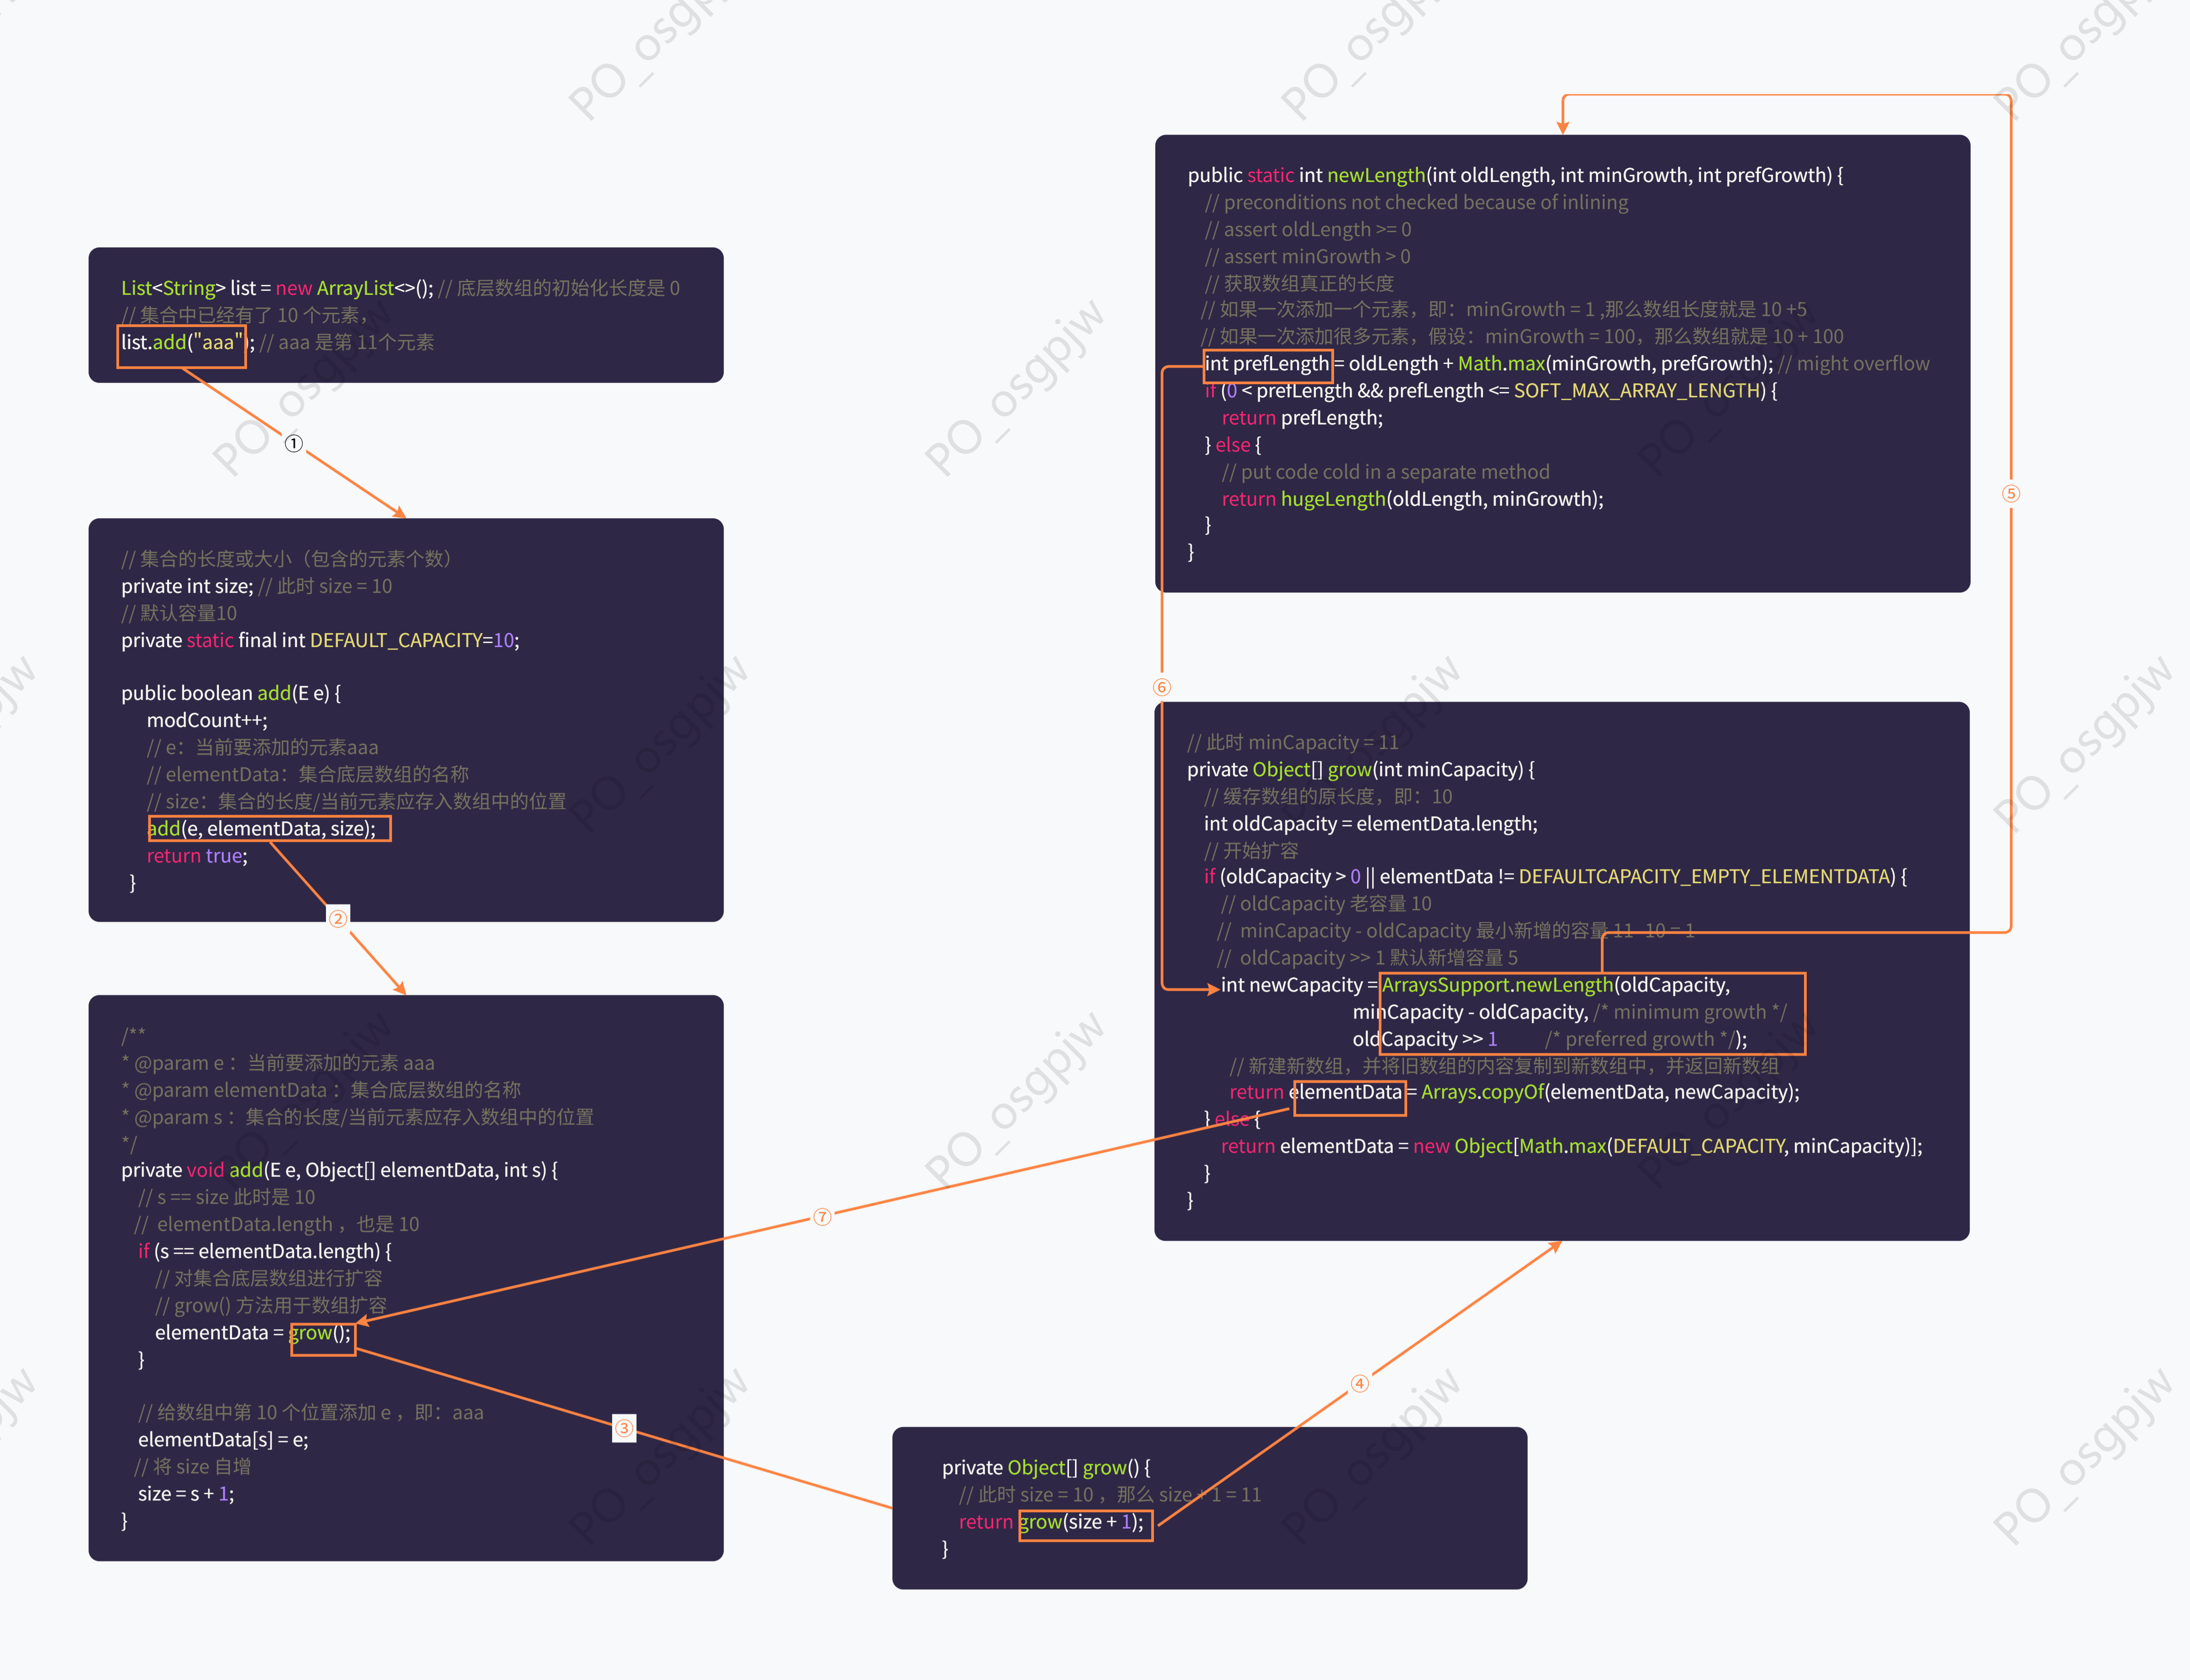 List<String> list = new ArrayList<>(); // 底层数组的初始化长度是 0
// 集合中已经有了 10 个元素，
list.add("aaa"); // aaa 是第 11个元素
①
// 集合的长度或大小（包含的元素个数）
private int size; // 此时 size = 10
// 默认容量10
private static final int DEFAULT_CAPACITY=10;
public boolean add(E e) {
modCount++;
// e：当前要添加的元素aaa
// elementData：集合底层数组的名称
// size：集合的长度/当前元素应存入数组中的位置
add(e, elementData, size);
return true;
}
②
/**
* @param e ：当前要添加的元素 aaa
* @param elementData ：集合底层数组的名称
* @param s ：集合的长度/当前元素应存入数组中的位置
*/
private void add(E e, Object[] elementData, int s) {
// s == size 此时是 10
// elementData.length ，也是 10
if (s == elementData.length) {
// 对集合底层数组进行扩容
// grow() 方法用于数组扩容
elementData = grow();
}
// 给数组中第 10 个位置添加 e ，即：aaa
elementData[s] = e;
// 将 size 自增
size = s + 1;
}
③
private Object[] grow() {
// 此时 size = 10 ，那么 size + 1 = 11
return grow(size + 1);
}
④
// 此时 minCapacity = 11
private Object[] grow(int minCapacity) {
// 缓存数组的原长度，即：10
int oldCapacity = elementData.length;
// 开始扩容
if (oldCapacity > 0 || elementData != DEFAULTCAPACITY_EMPTY_ELEMENTDATA) {
// oldCapacity 老容量 10
// minCapacity - oldCapacity 最小新增的容量 11 -10 = 1
// oldCapacity >> 1 默认新增容量 5
int newCapacity = ArraysSupport.newLength(oldCapacity,
minCapacity - oldCapacity, /* minimum growth */
oldCapacity >> 1 /* preferred growth */);
// 新建新数组，并将旧数组的内容复制到新数组中，并返回新数组
return elementData = Arrays.copyOf(elementData, newCapacity);
} else {
return elementData = new Object[Math.max(DEFAULT_CAPACITY, minCapacity)];
}
}
⑤
public static int newLength(int oldLength, int minGrowth, int prefGrowth) {
// preconditions not checked because of inlining
// assert oldLength >= 0
// assert minGrowth > 0
// 获取数组真正的长度
// 如果一次添加一个元素，即：minGrowth = 1 ,那么数组长度就是 10 +5
// 如果一次添加很多元素，假设：minGrowth = 100，那么数组就是 10 + 100
int prefLength = oldLength + Math.max(minGrowth, prefGrowth); // might overflow
if (0 < prefLength && prefLength <= SOFT_MAX_ARRAY_LENGTH) {
return prefLength;
} else {
// put code cold in a separate method
return hugeLength(oldLength, minGrowth);
}
}
⑥
⑦
PO_osgpjw